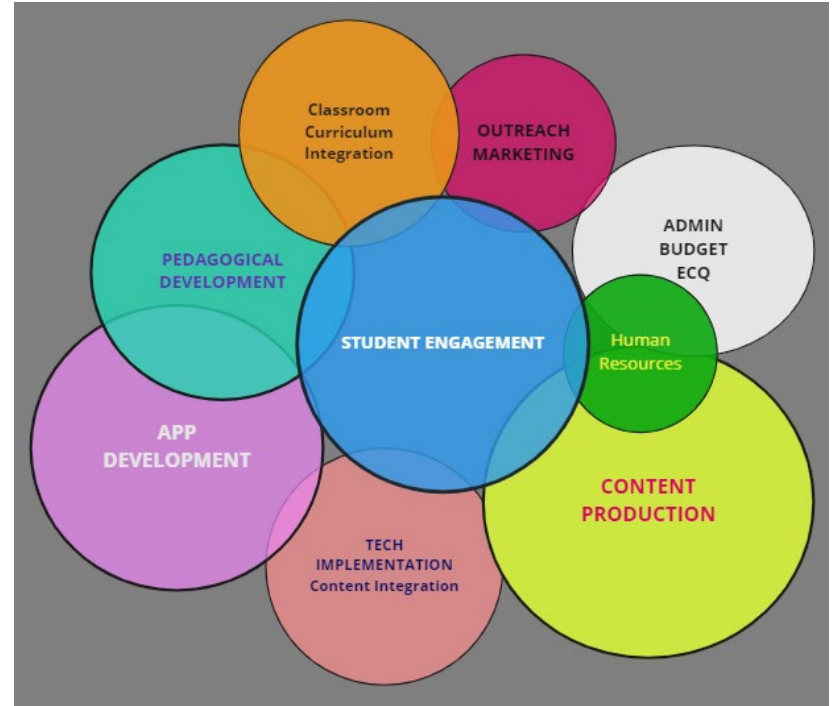 Classroom
Curriculum
Integration
OUTREACH
MARKETING
ADMIN
BUDGET
ECQ
PEDAGOGICAL
DEVELOPMENT
STUDENT ENGAGEMENT
Human
Resources
APP
DEVELOPMENT
CONTENT
PRODUCTION
TECH
IMPLEMENTATION
Content Integration